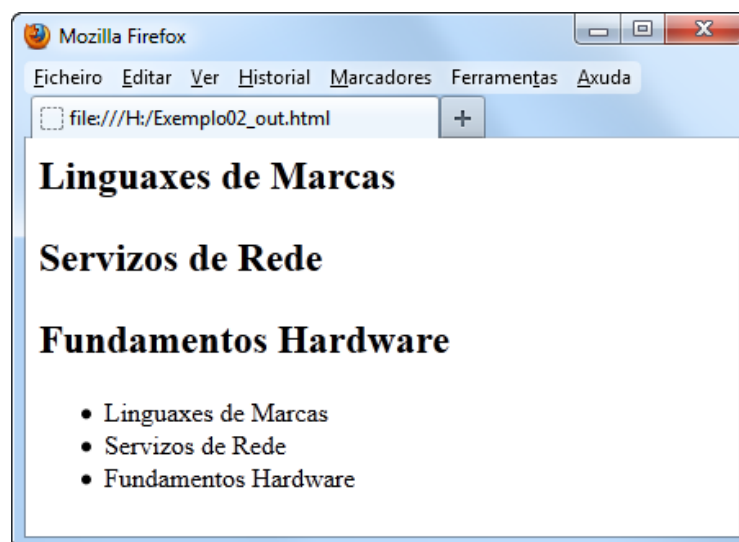 Mozilla Firefox
Ficheiro Editar Ver Historial Marcadores Ferramentas Axuda
file:///H:/Exemplo02_out.html
Linguaxes de Marcas
Servizos de Rede
Fundamentos Hardware
• Linguaxes de Marcas
• Servizos de Rede
• Fundamentos Hardware